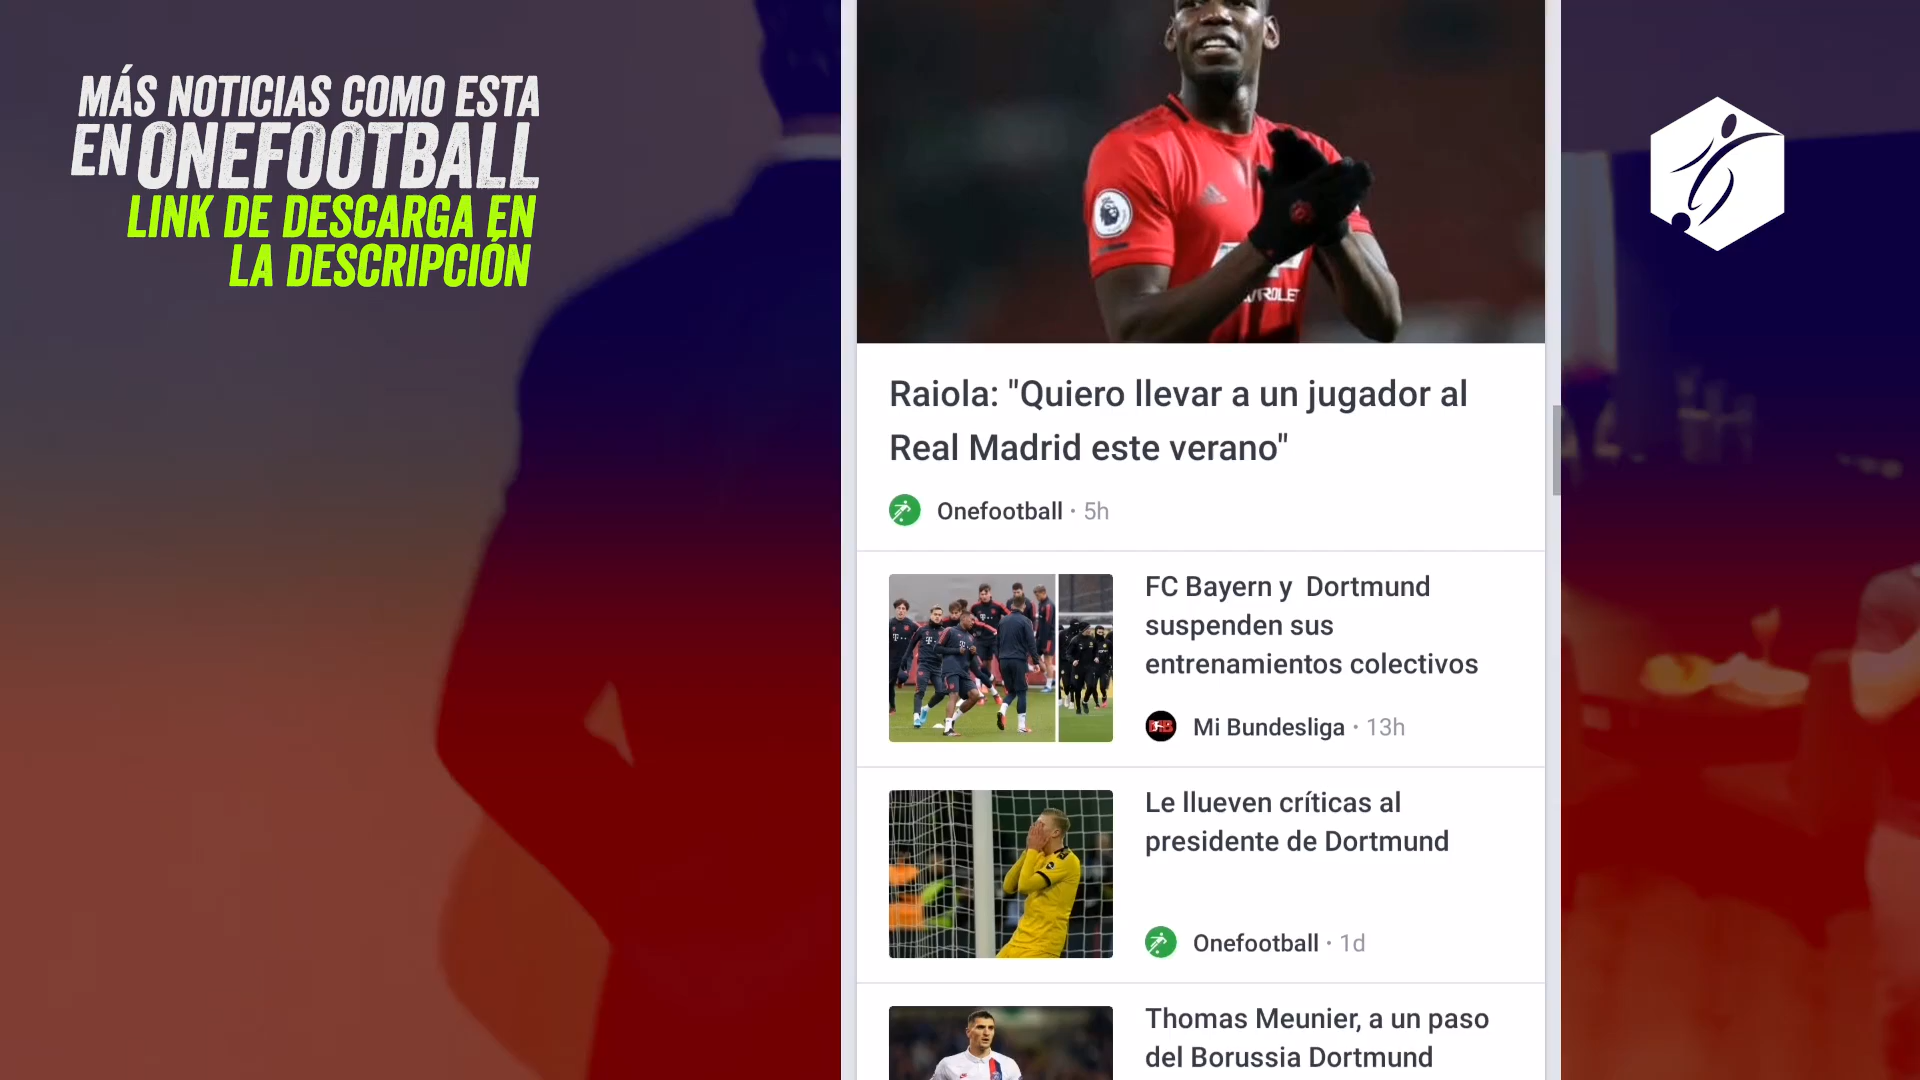 MÁS NOTICIAS COMO ESTA
EN ONEFOOTBALL
LINK DE DESCARGA EN
LA DESCRIPCIÓN
Raiola: "Quiero llevar a un jugador al
Real Madrid este verano"
Onefootball · 5h
FC Bayern y  Dortmund
suspenden sus
entrenamientos colectivos
Mi Bundesliga · 13h
Le llueven críticas al
presidente de Dortmund
Onefootball · 1d
Thomas Meunier, a un paso
del Borussia Dortmund